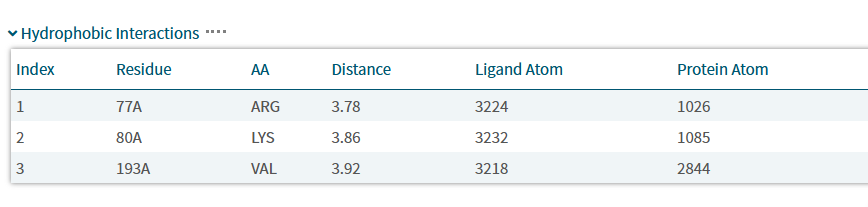 Hydrophobic Interactions
Index Residue AA Distance Ligand Atom Protein Atom
1 77A ARG 3.78 3224 1026
2 80A LYS 3.86 3232 1085
3 193A VAL 3.92 3218 2844